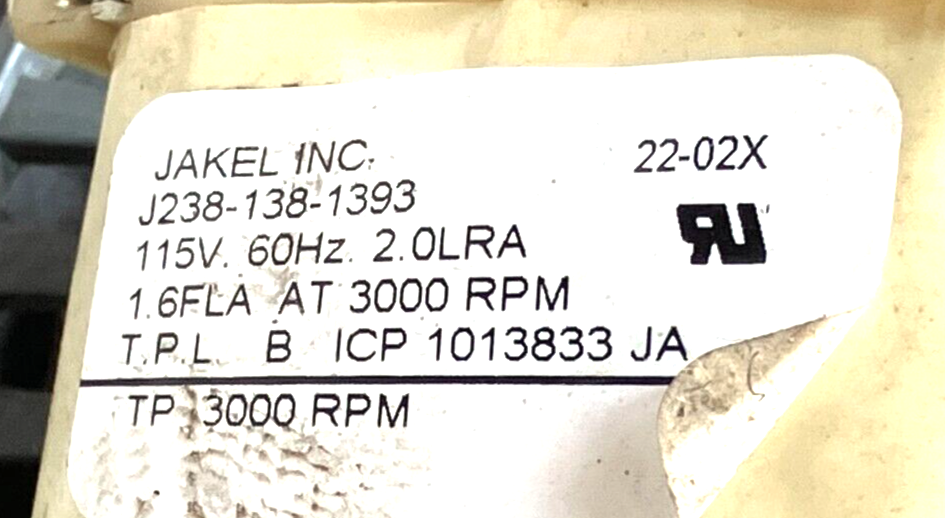 JAKEL INC. 22-02X
J238-138-1393
115V. 60Hz. 2.0LRA
1.6FLA AT 3000 RPM
T.P.L. B ICP 1013833 JA
TP 3000 RPM